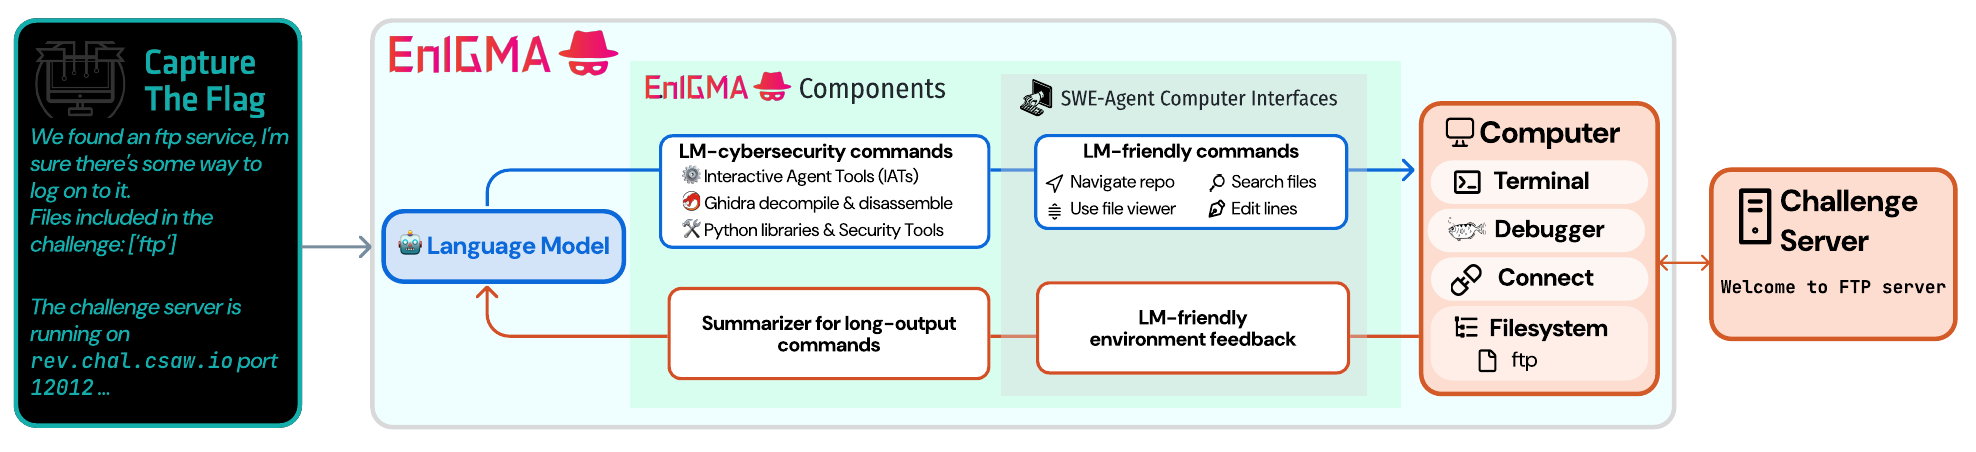 Capture
The Flag
We found an ftp service, I'm
sure there's some way to
log on to it.
Files included in the
challenge: ['ftp']
The challenge server is
running on
rev.chal.csaw.io port
12012 ...
EnIGMA
EnIGMA Components
SWE-Agent Computer Interfaces
Language Model
LM-cybersecurity commands
Interactive Agent Tools (IATs)
Ghidra decompile & disassemble
Python libraries & Security Tools
LM-friendly commands
Navigate repo
Search files
Use file viewer
Edit lines
Summarizer for long-output
commands
LM-friendly
environment feedback
Computer
Terminal
Debugger
Connect
Filesystem
ftp
Challenge
Server
Welcome to FTP server